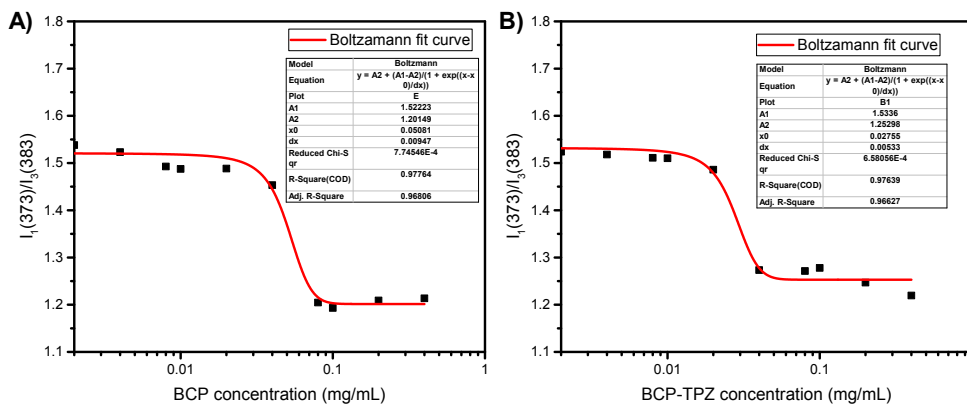 A)
1.8
1.7
1.6
1.5
1.4
1.3
1.2
1.1
I1(373)/I3(383)
Boltzamann fit curve
Model Boltzmann
Equation y = A2 + (A1-A2)/(1 + exp((x-x
0)/dx))
Plot E
A1 1.52223
A2 1.20149
x0 0.05081
dx 0.00947
Reduced Chi-S 7.74546E-4
qr
R-Square(COD) 0.97764
Adj. R-Square 0.96806
0.01 0.1 1
BCP concentration (mg/mL)
B)
1.8
1.7
1.6
1.5
1.4
1.3
1.2
1.1
I1(373)/I3(383)
Boltzamann fit curve
Model Boltzmann
Equation y = A2 + (A1-A2)/(1 + exp((x-x
0)/dx))
Plot B1
A1 1.5336
A2 1.25298
x0 0.02755
dx 0.00533
Reduced Chi-S 6.58056E-4
qr
R-Square(COD) 0.97639
Adj. R-Square 0.96627
0.01 0.1 1
BCP-TPZ concentration (mg/mL)